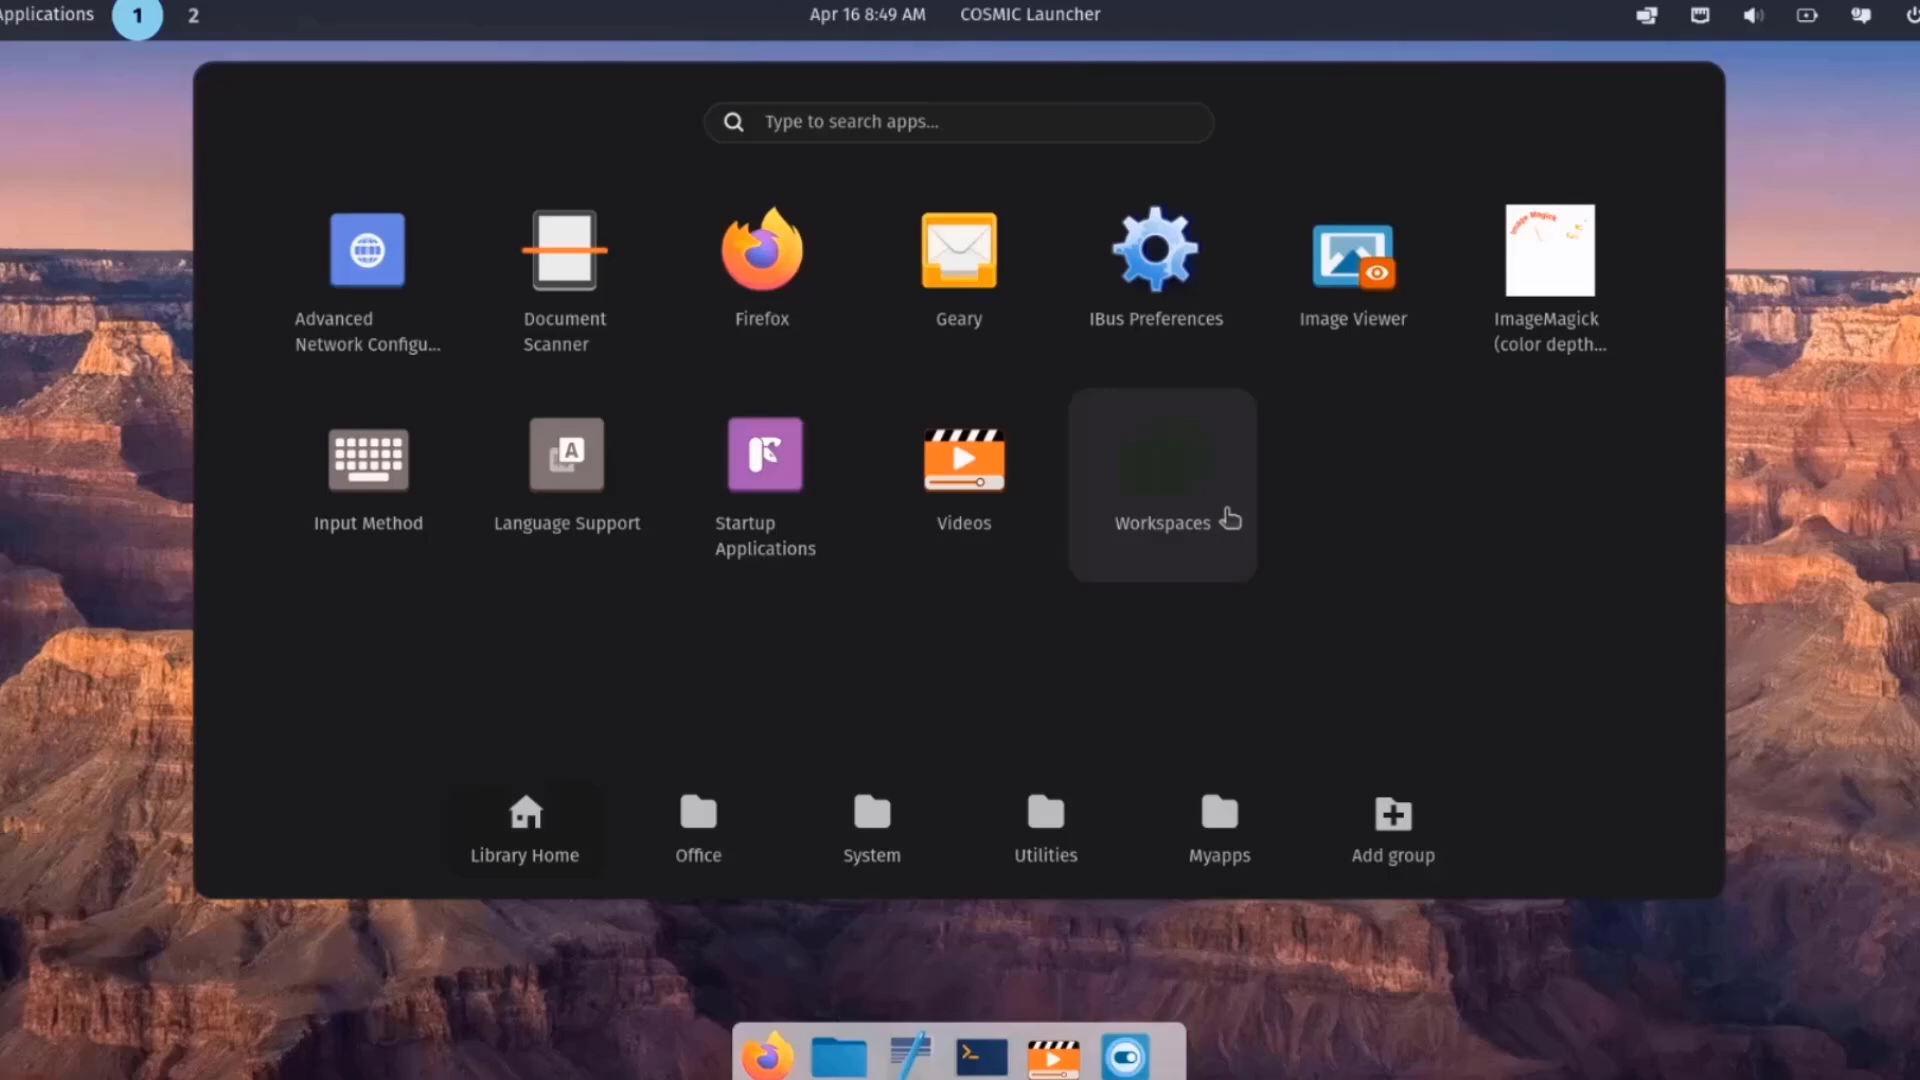 Applications
1
2
Apr 16 8:49 AM
COSMIC Launcher
Type to search apps...
Advanced
Network Configu...
Document
Scanner
Firefox
Geary
IBus Preferences
Image Viewer
Image Magick
ImageMagick
(color depth...
Input Method
A
Language Support
Startup
Applications
Videos
Workspaces
Library Home
Office
System
Utilities
Myapps
Add group
>_